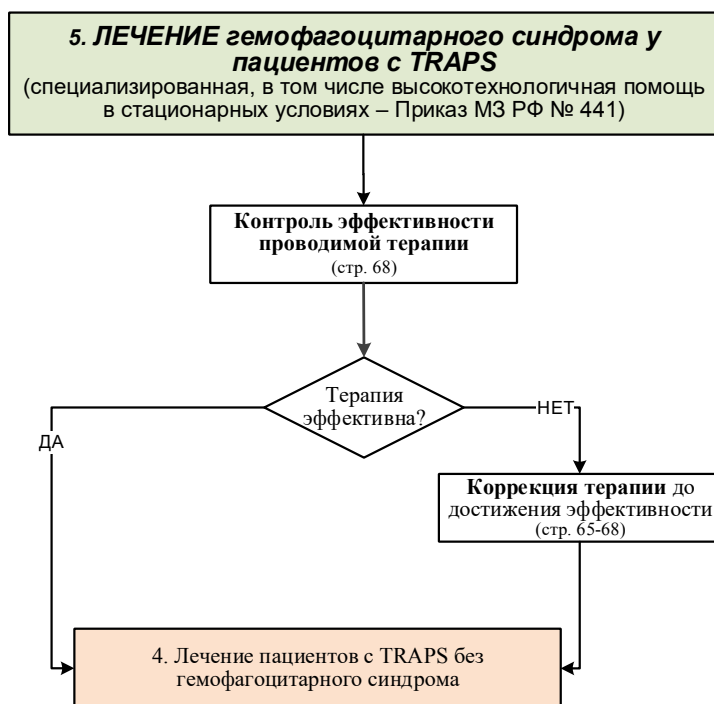 5. ЛЕЧЕНИЕ гемофагоцитарного синдрома у
пациентов с TRAPS
(специализированная, в том числе высокотехнологичная помощь
в стационарных условиях – Приказ МЗ РФ № 441)
Контроль эффективности
проводимой терапии
(стр. 68)
Терапия
эффективна?
ДА
НЕТ
Коррекция терапии до
достижения эффективности
(стр. 65-68)
4. Лечение пациентов с TRAPS без
гемофагоцитарного синдрома